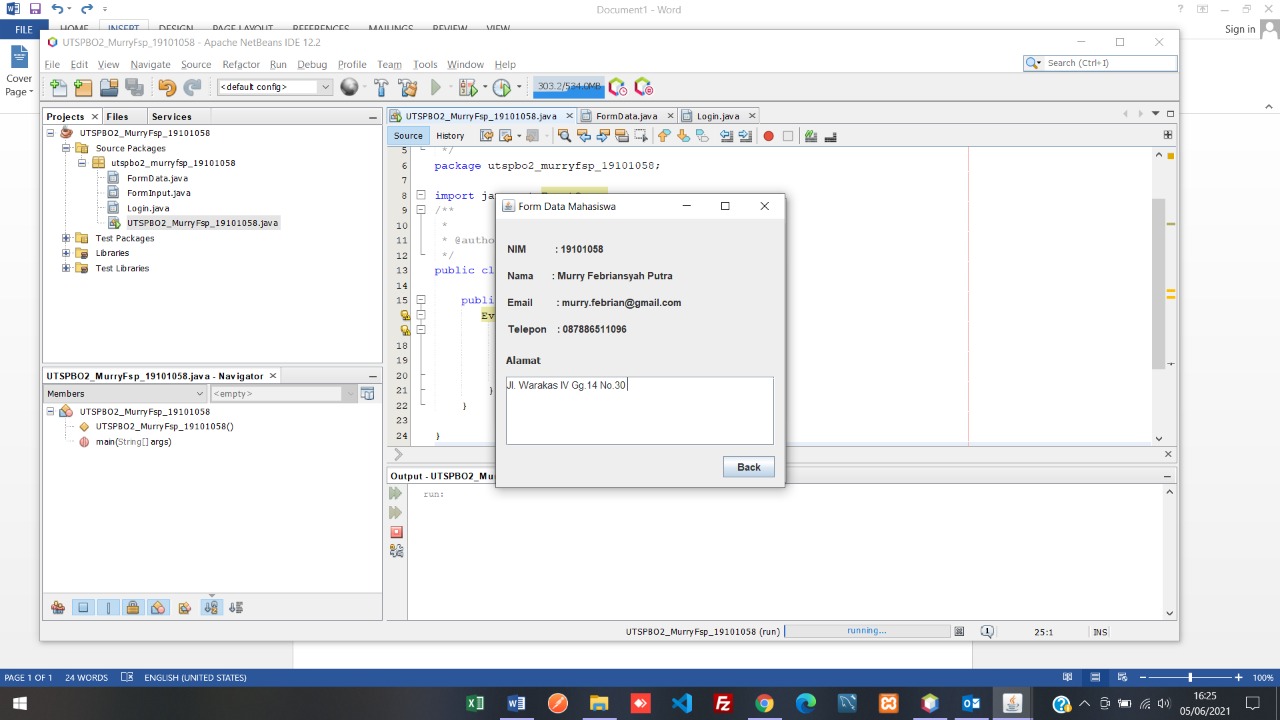 Document1 - Word
FILE HOME INSERT DESIGN PAGE LAYOUT REFERENCES MAILINGS REVIEW VIEW Sign in
Cover
Page
UTSPBO2_MurryFsp_19101058 - Apache NetBeans IDE 12.2
File Edit View Navigate Source Refactor Run Debug Profile Team Tools Window Help
Search (Ctrl+I)
<default config>
303.2/534.0MB
Projects Files Services
UTSPBO2_MurryFsp_19101058
Source Packages
utspbo2_murryfsp_19101058
FormData.java
FormInput.java
Login.java
UTSPBO2_MurryFsp_19101058.java
Test Packages
Libraries
Test Libraries
UTSPBO2_MurryFsp_19101058.java - Navigator
Members <empty>
UTSPBO2_MurryFsp_19101058
UTSPBO2_MurryFsp_19101058()
main(String[] args)
UTSPBO2_MurryFsp_19101058.java FormData.java Login.java
Source History
5 */
6 package utspbo2_murryfsp_19101058;
7
8 import ja
9 /**
10 *
11 * @autho
12 */
13 public cl
14
15 publi
Ev
18
19
20
21 }
22 }
23
24 }
Form Data Mahasiswa
NIM : 19101058
Nama : Murry Febriansyah Putra
Email : murry.febrian@gmail.com
Telepon : 087886511096
Alamat
Jl. Warakas IV Gg.14 No.30
Back
Output - UTSPBO2_Mu
run:
UTSPBO2_MurryFsp_19101058 (run) running... 1 25:1 INS
PAGE 1 OF 1 24 WORDS ENGLISH (UNITED STATES) 100%
16:25
05/06/2021